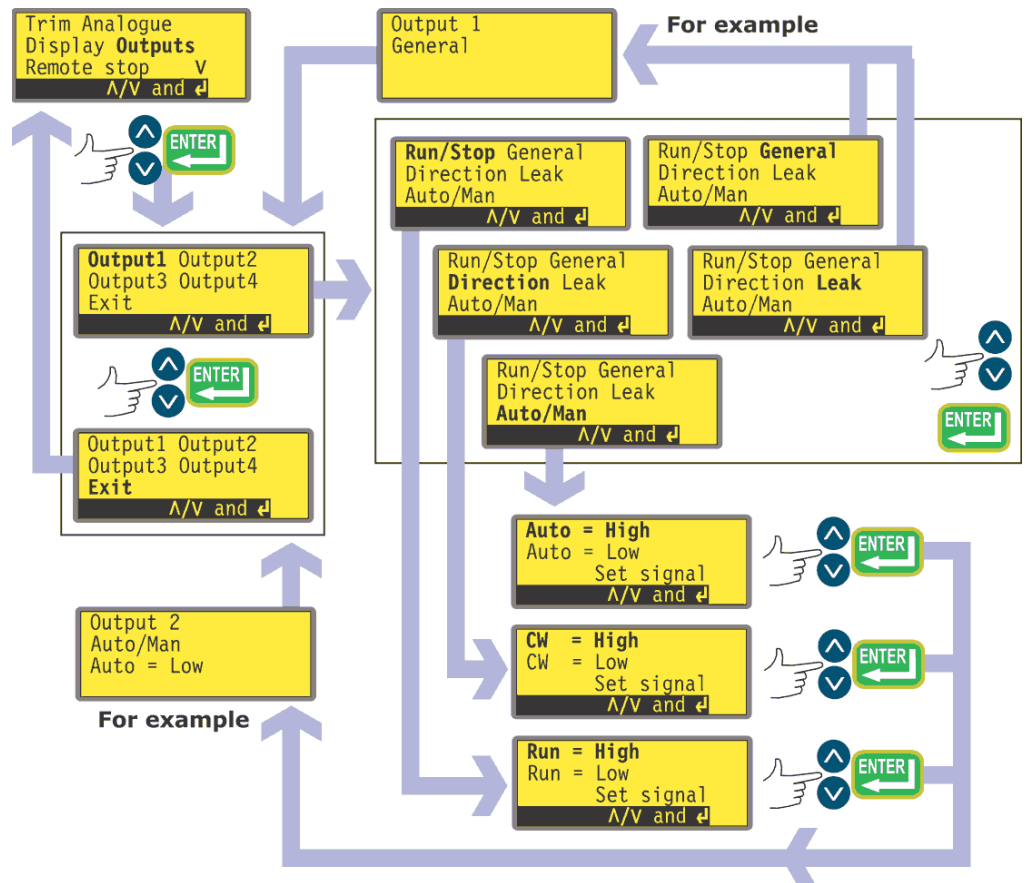 Trim Analogue
Display Outputs
Remote stop V
Λ/V and ↵
ENTER
Output 1
General
For example
Output1 Output2
Output3 Output4
Exit
Λ/V and ↵
ENTER
Output1 Output2
Output3 Output4
Exit
Λ/V and ↵
Run/Stop General
Direction Leak
Auto/Man
Λ/V and ↵
Run/Stop General
Direction Leak
Auto/Man
Λ/V and ↵
Run/Stop General
Direction Leak
Auto/Man
Λ/V and ↵
Run/Stop General
Direction Leak
Auto/Man
Λ/V and ↵
Run/Stop General
Direction Leak
Auto/Man
Λ/V and ↵
ENTER
Auto = High
Auto = Low
Set signal
Λ/V and ↵
ENTER
CW = High
CW = Low
Set signal
Λ/V and ↵
ENTER
Run = High
Run = Low
Set signal
Λ/V and ↵
ENTER
Output 2
Auto/Man
Auto = Low
For example